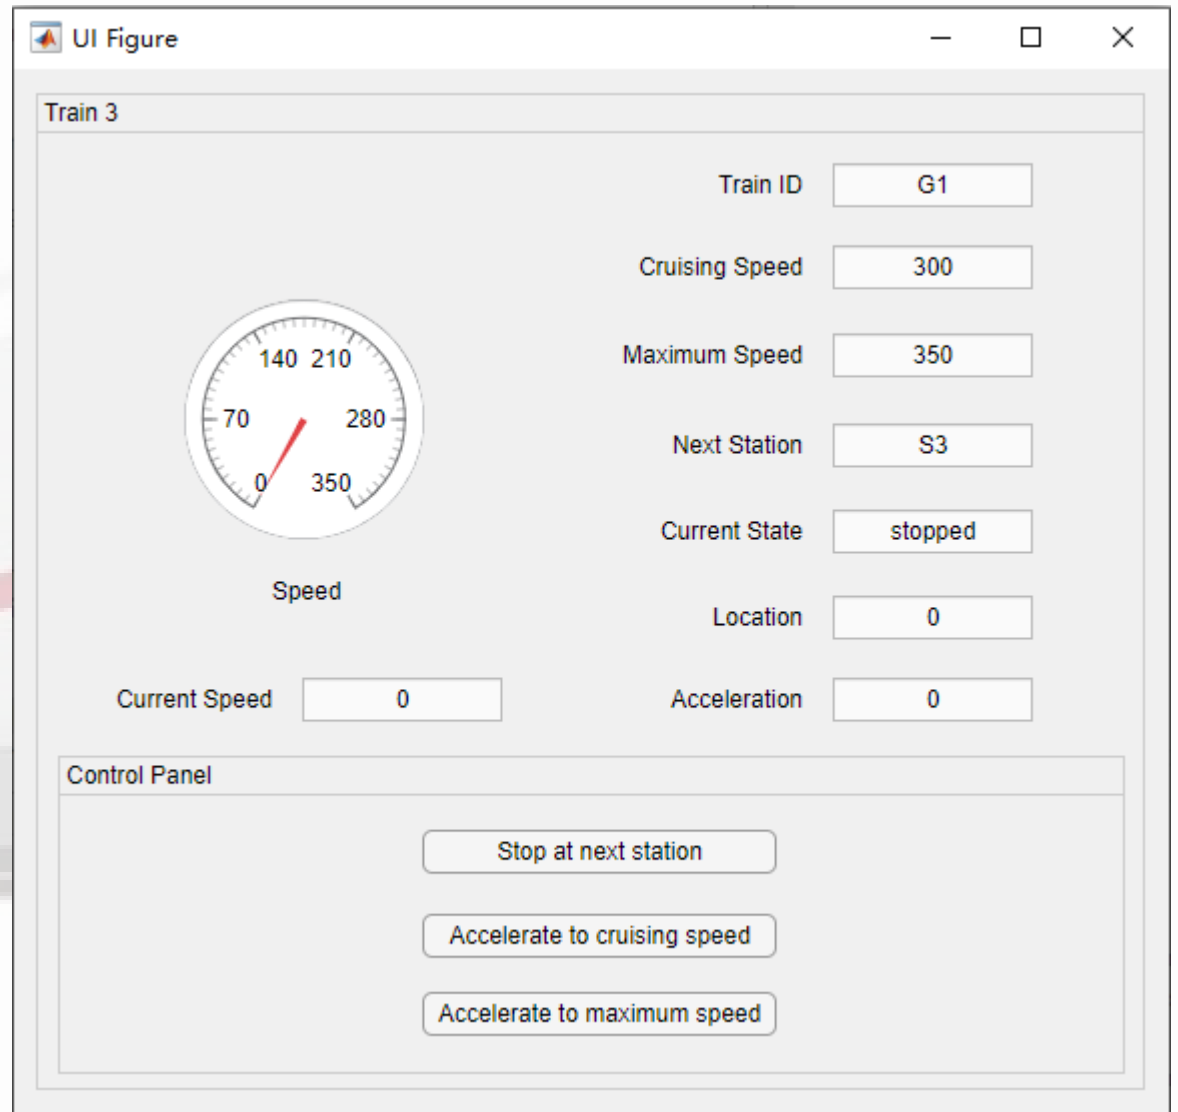 UI Figure
Train 3
Train ID G1
Cruising Speed 300
140 210
Maximum Speed 350
70 280
Next Station S3
0 350
Current State stopped
Speed
Location 0
Current Speed 0
Acceleration 0
Control Panel
Stop at next station
Accelerate to cruising speed
Accelerate to maximum speed